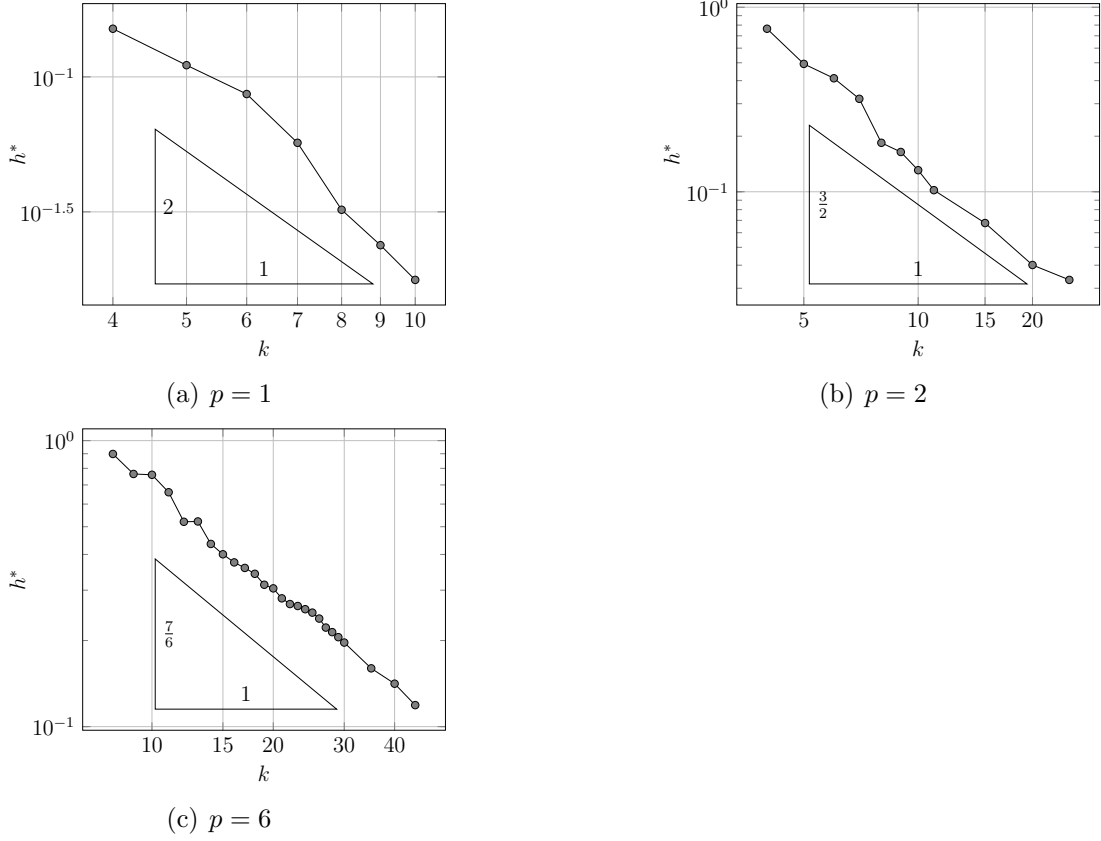 10^{-1}
10^{-1.5}
h^*
2
1
4 5 6 7 8 9 10
k
(a) p = 1
10^0
10^{-1}
h^*
3/2
1
5 10 15 20
k
(b) p = 2
10^0
10^{-1}
h^*
7/6
1
10 15 20 30 40
k
(c) p = 6